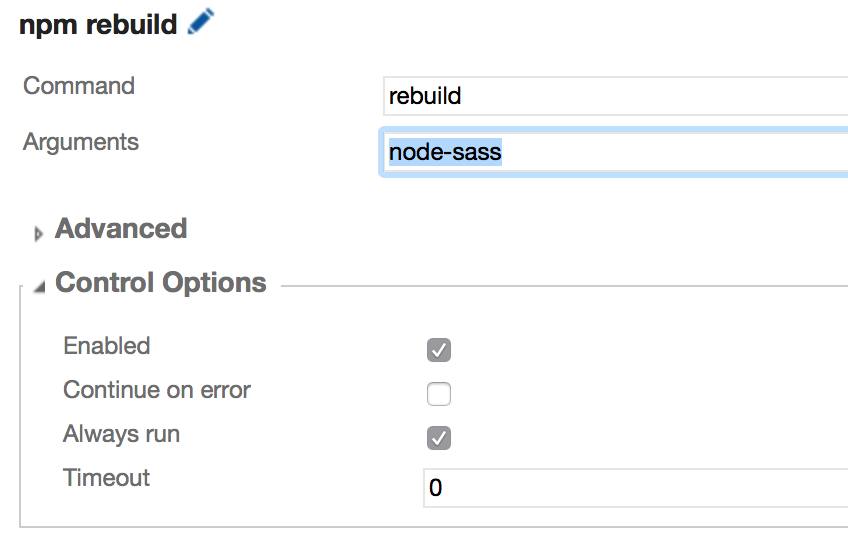 npm rebuild
Command rebuild
Arguments node-sass
Advanced
Control Options
Enabled
Continue on error
Always run
Timeout 0